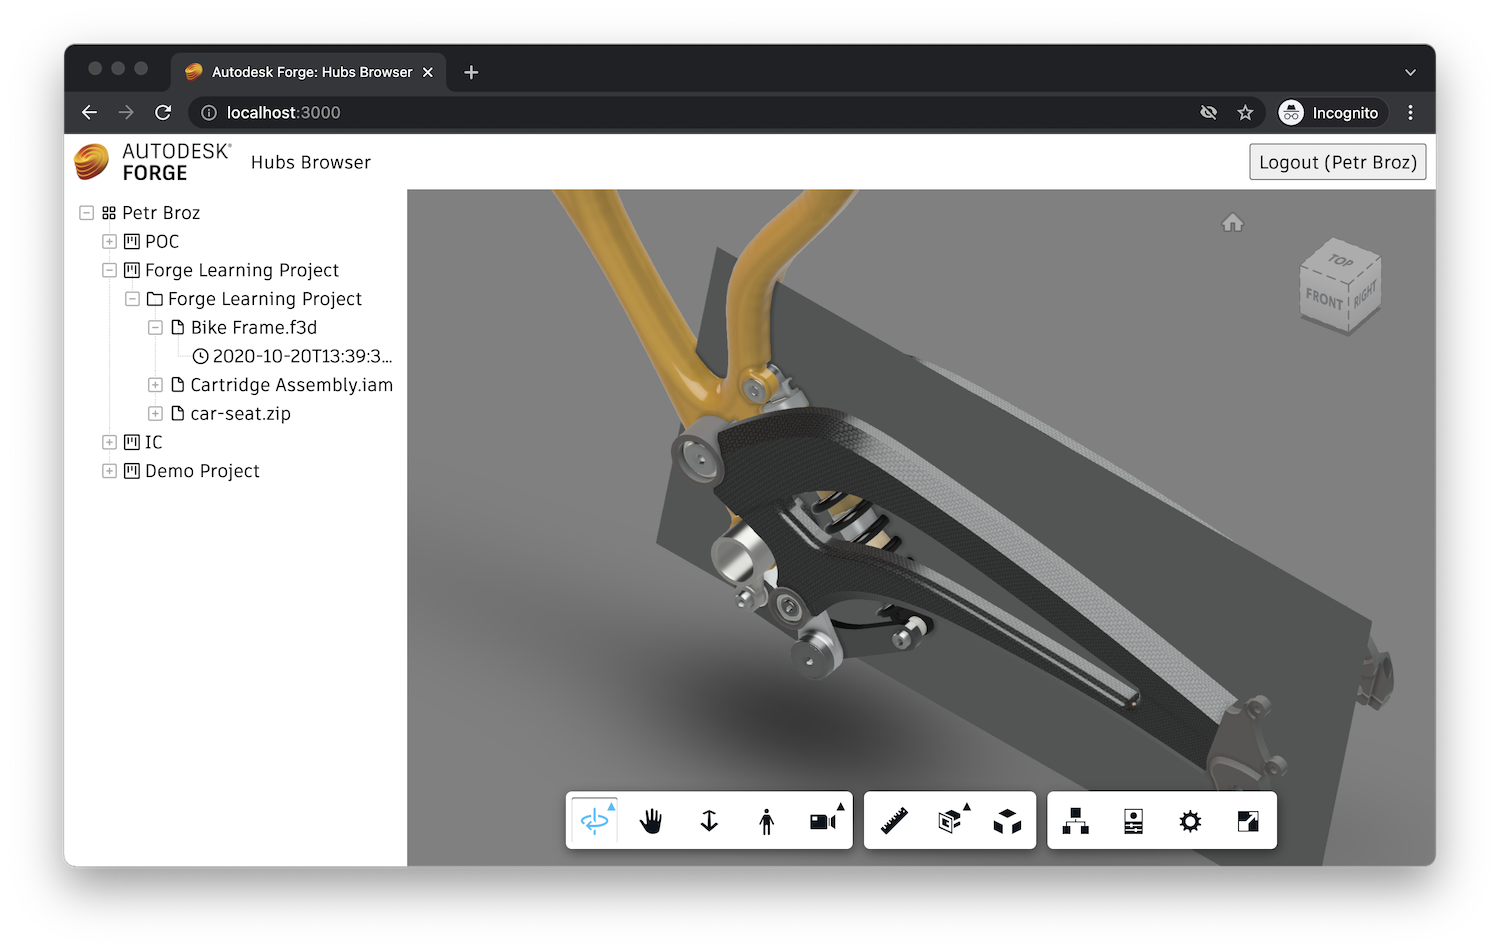 Autodesk Forge: Hubs Browser
localhost:3000
Incognito
AUTODESK®
FORGE
Hubs Browser
Logout (Petr Broz)
Petr Broz
POC
Forge Learning Project
Forge Learning Project
Bike Frame.f3d
2020-10-20T13:39:3...
Cartridge Assembly.iam
car-seat.zip
IC
Demo Project
TOP
FRONT
RIGHT